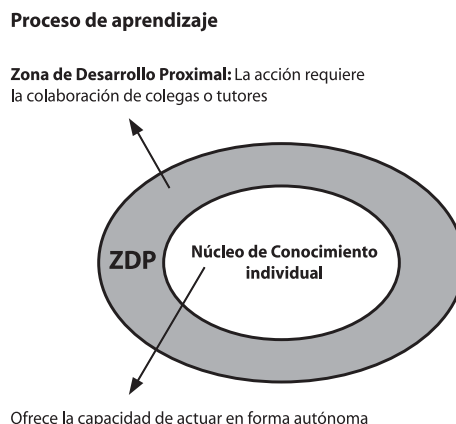 Proceso de aprendizaje
Zona de Desarrollo Proximal: La acción requiere
la colaboración de colegas o tutores
ZDP
Núcleo de Conocimiento
individual
Ofrece la capacidad de actuar en forma autónoma